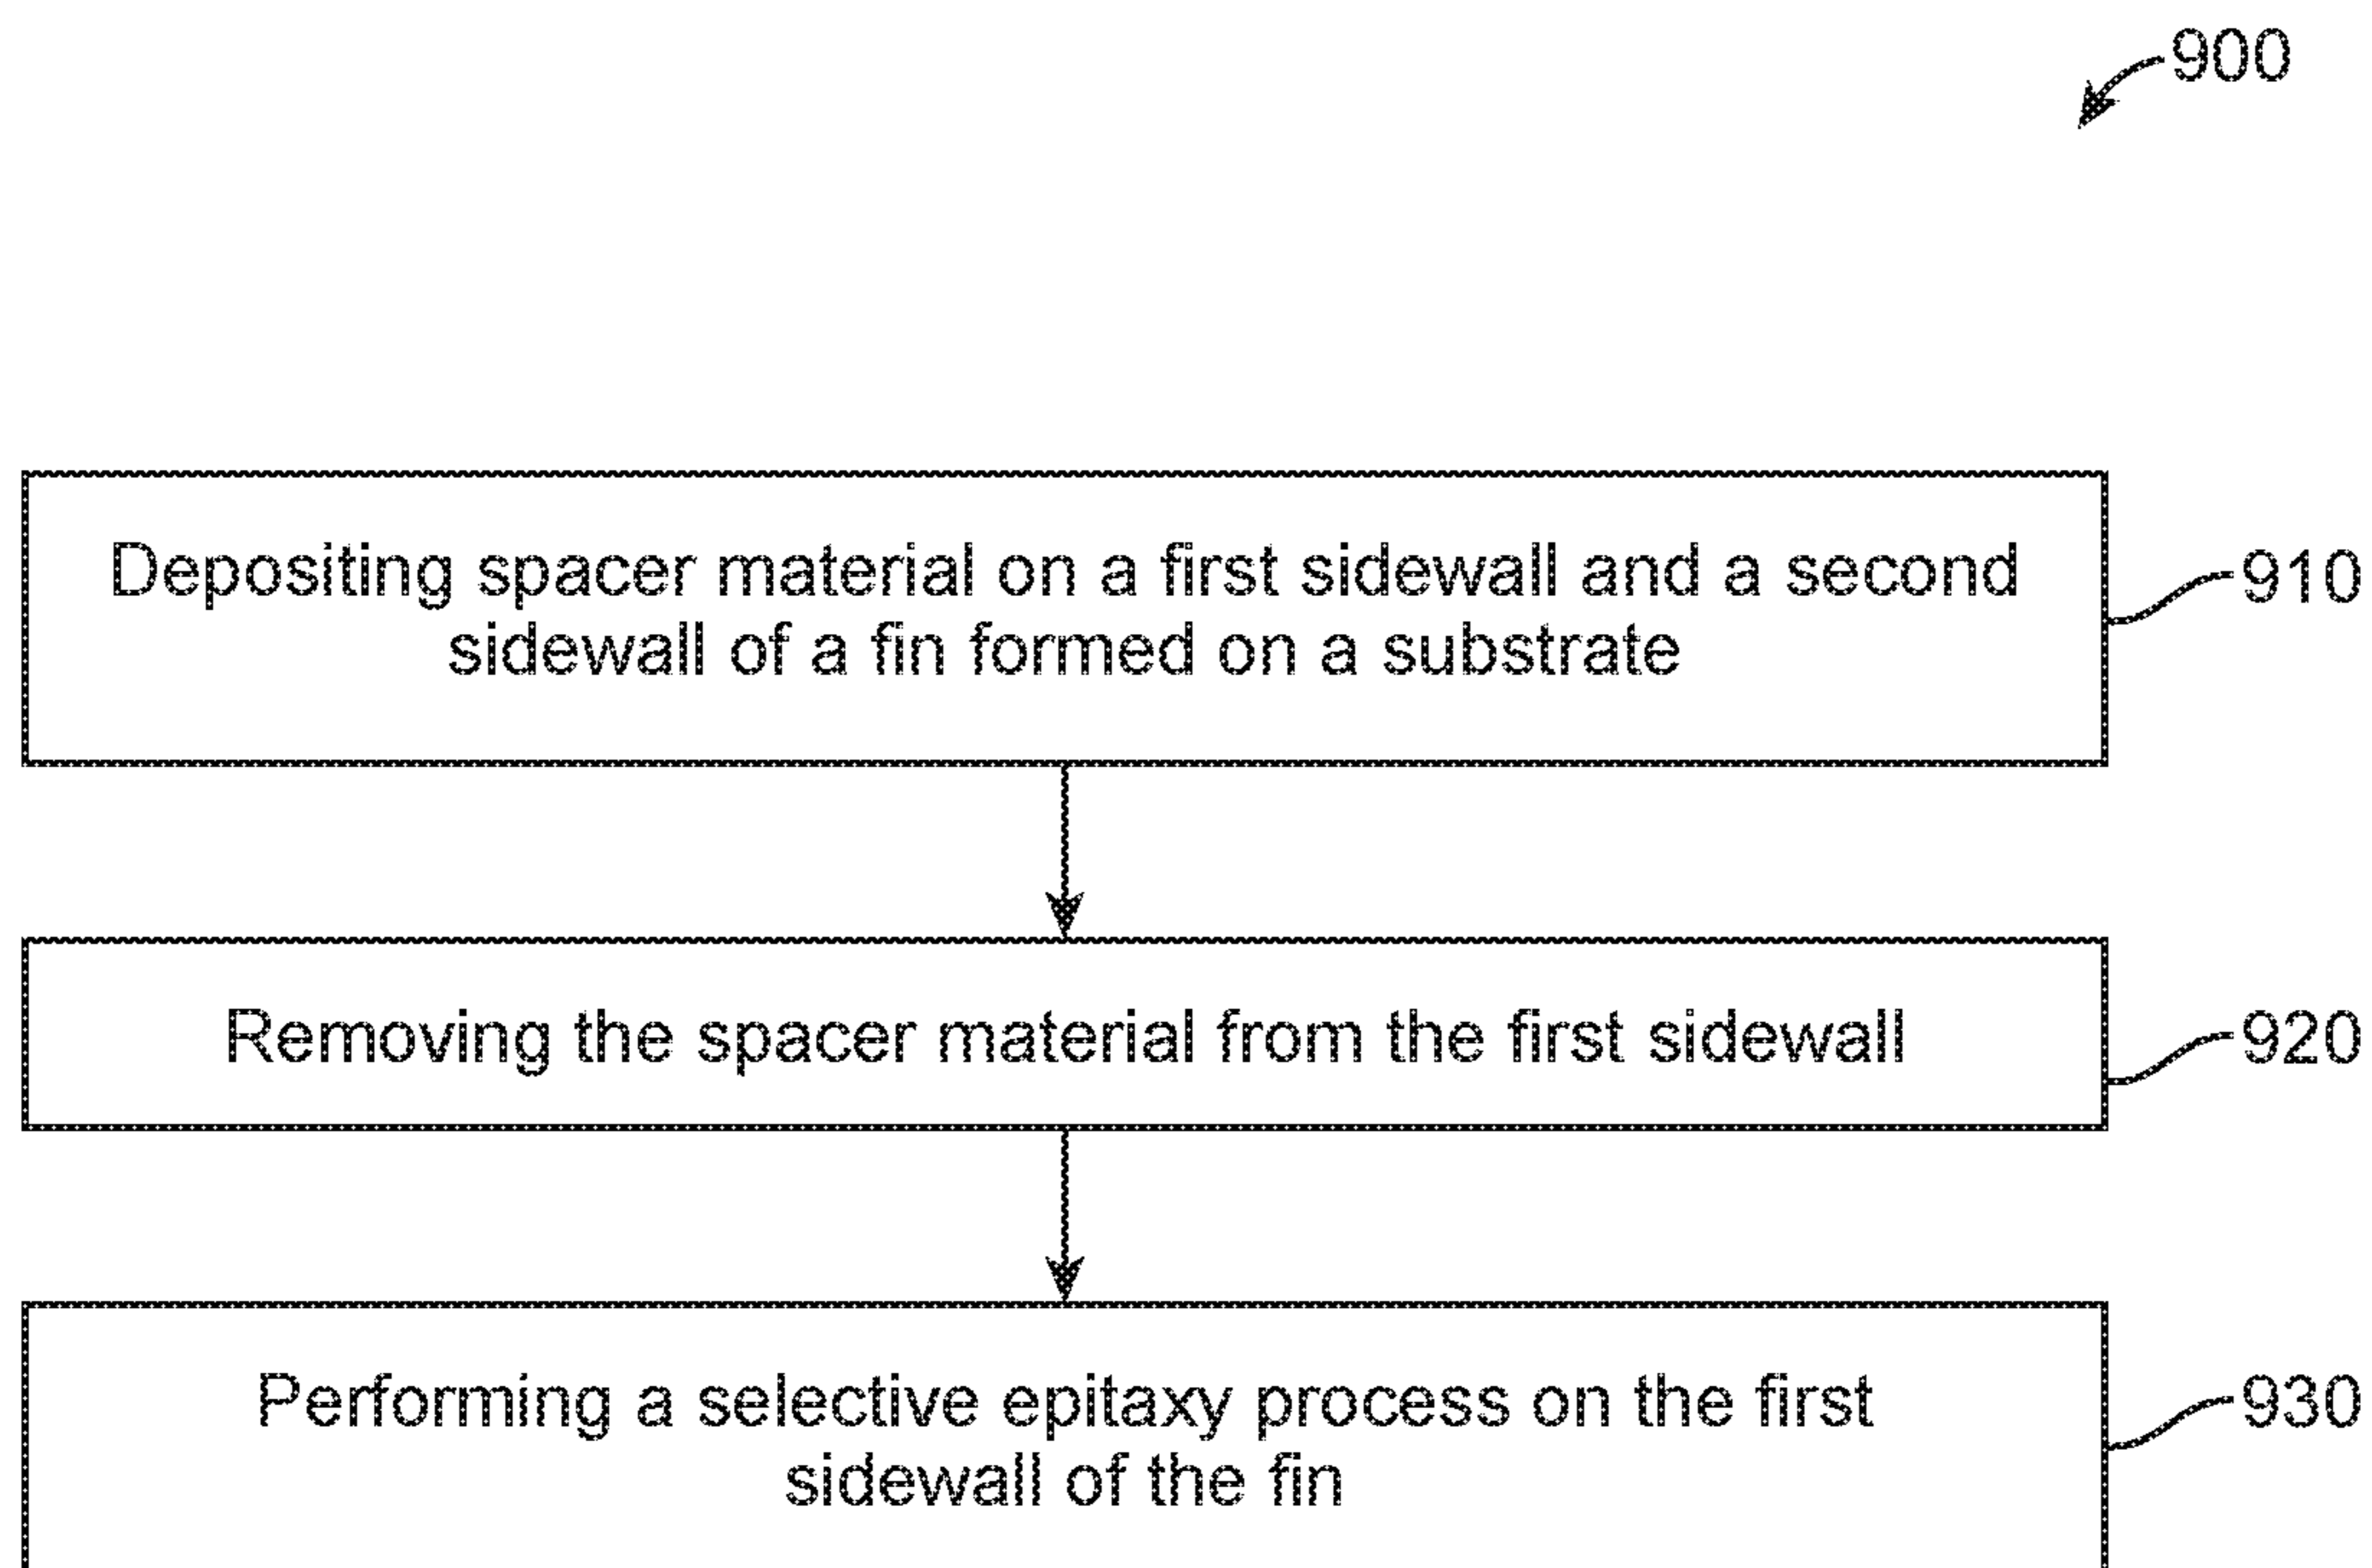 900
Depositing spacer material on a first sidewall and a second
sidewall of a fin formed on a substrate
910
Removing the spacer material from the first sidewall
920
Performing a selective epitaxy process on the first
sidewall of the fin
930